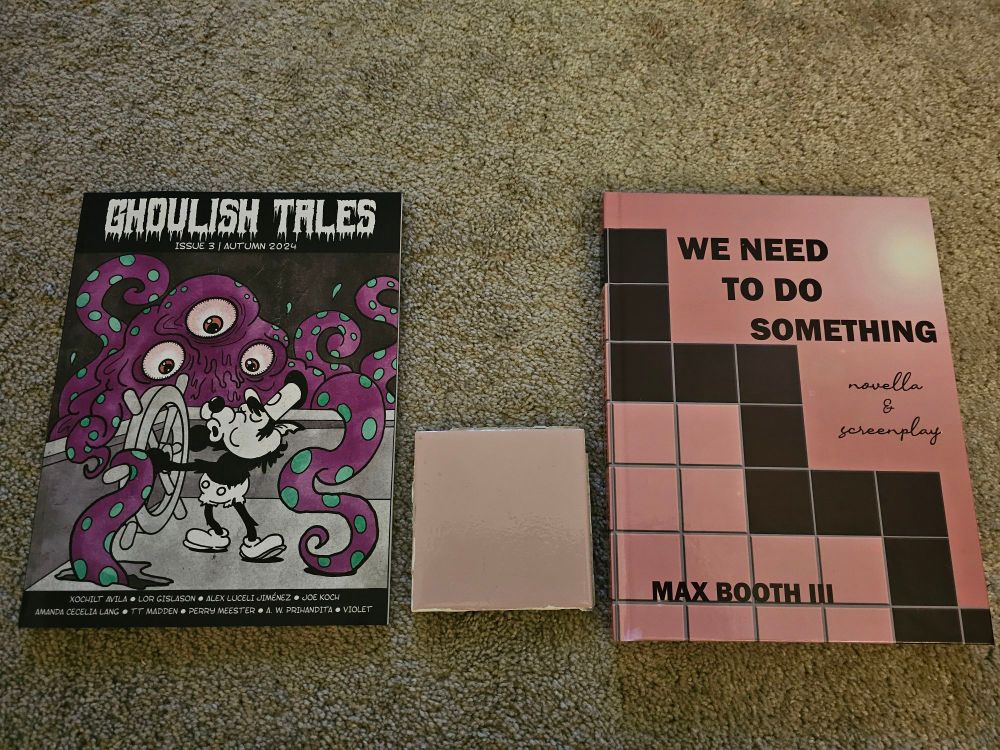 GHOULISH TALES
ISSUE 3 | AUTUMN 2024
XOCHILT AVILA ● LOR GISLASON ● ALEX LUCELI JIMÉNEZ ● JOE KOCH
AMANDA CECELIA LANG ● TT MADDEN ● PERRY MEESTER ● A. W. PRIHANDITA ● VIOLET
WE NEED
TO DO
SOMETHING
novella
&
screenplay
MAX BOOTH III